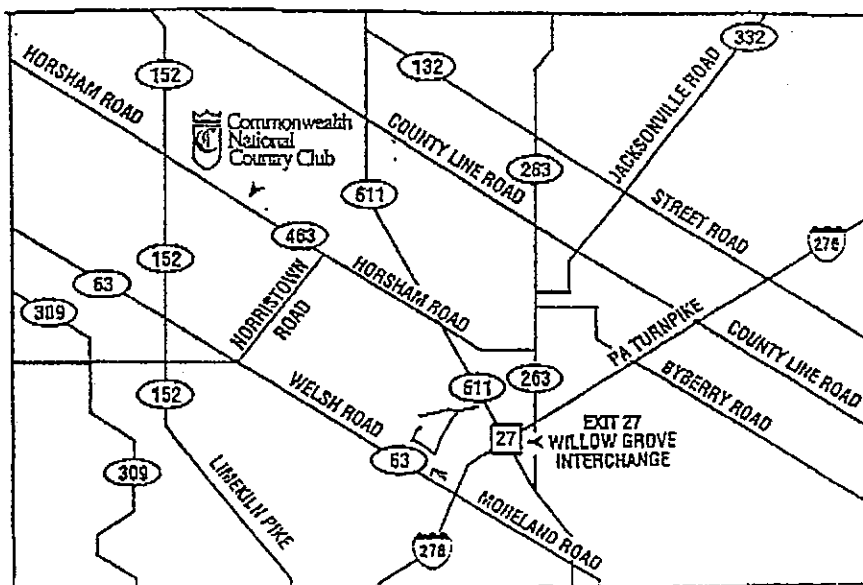 332
152
132
HORSHAM ROAD
JACKSONVILLE ROAD
Commonwealth
National
Country Club
COUNTY LINE ROAD
263
611
STREET ROAD
463
276
152
63
NORRISTOWN
ROAD
HORSHAM ROAD
309
PA TURNPIKE
COUNTY LINE ROAD
BYBERRY ROAD
611
263
152
WELSH ROAD
27
EXIT 27
WILLOW GROVE
INTERCHANGE
63
309
LIMEKILN PIKE
MORELAND ROAD
276